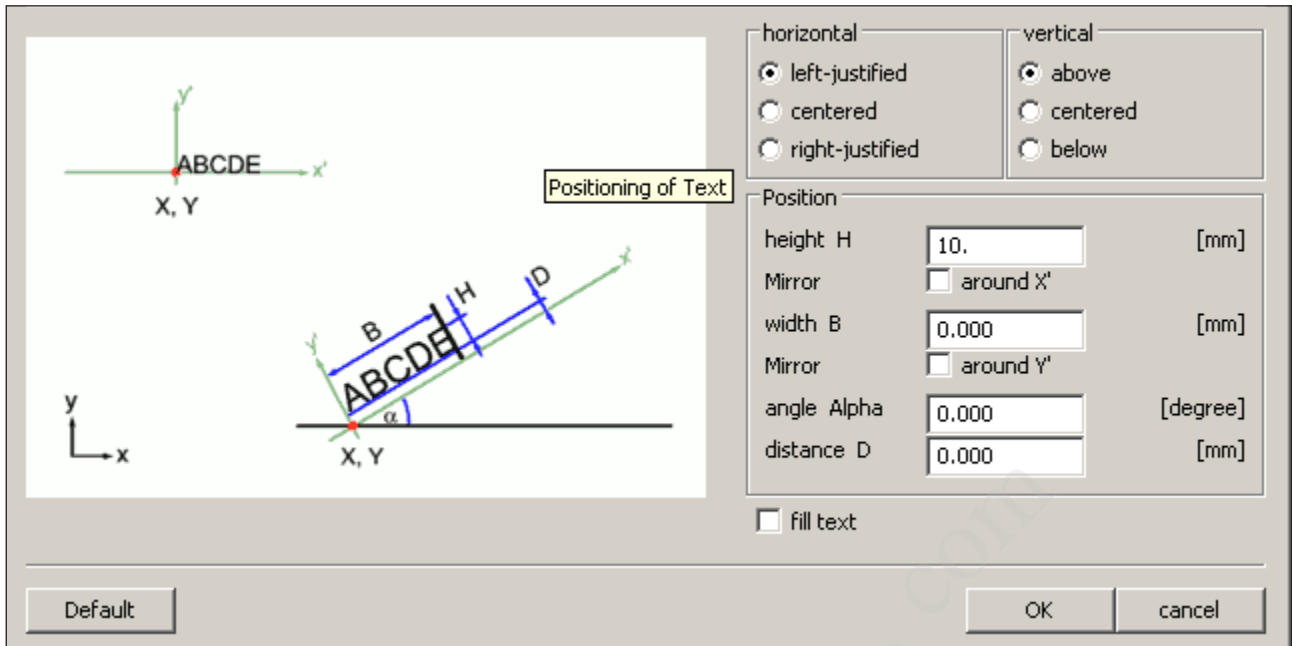 y'
ABCDE
x'
X, Y
Positioning of Text
x'
D
H
B
ABCDE
y'
α
y
x
X, Y
horizontal
left-justified
centered
right-justified
vertical
above
centered
below
Position
height H 10. [mm]
Mirror around X'
width B 0.000 [mm]
Mirror around Y'
angle Alpha 0.000 [degree]
distance D 0.000 [mm]
fill text
Default OK cancel
com